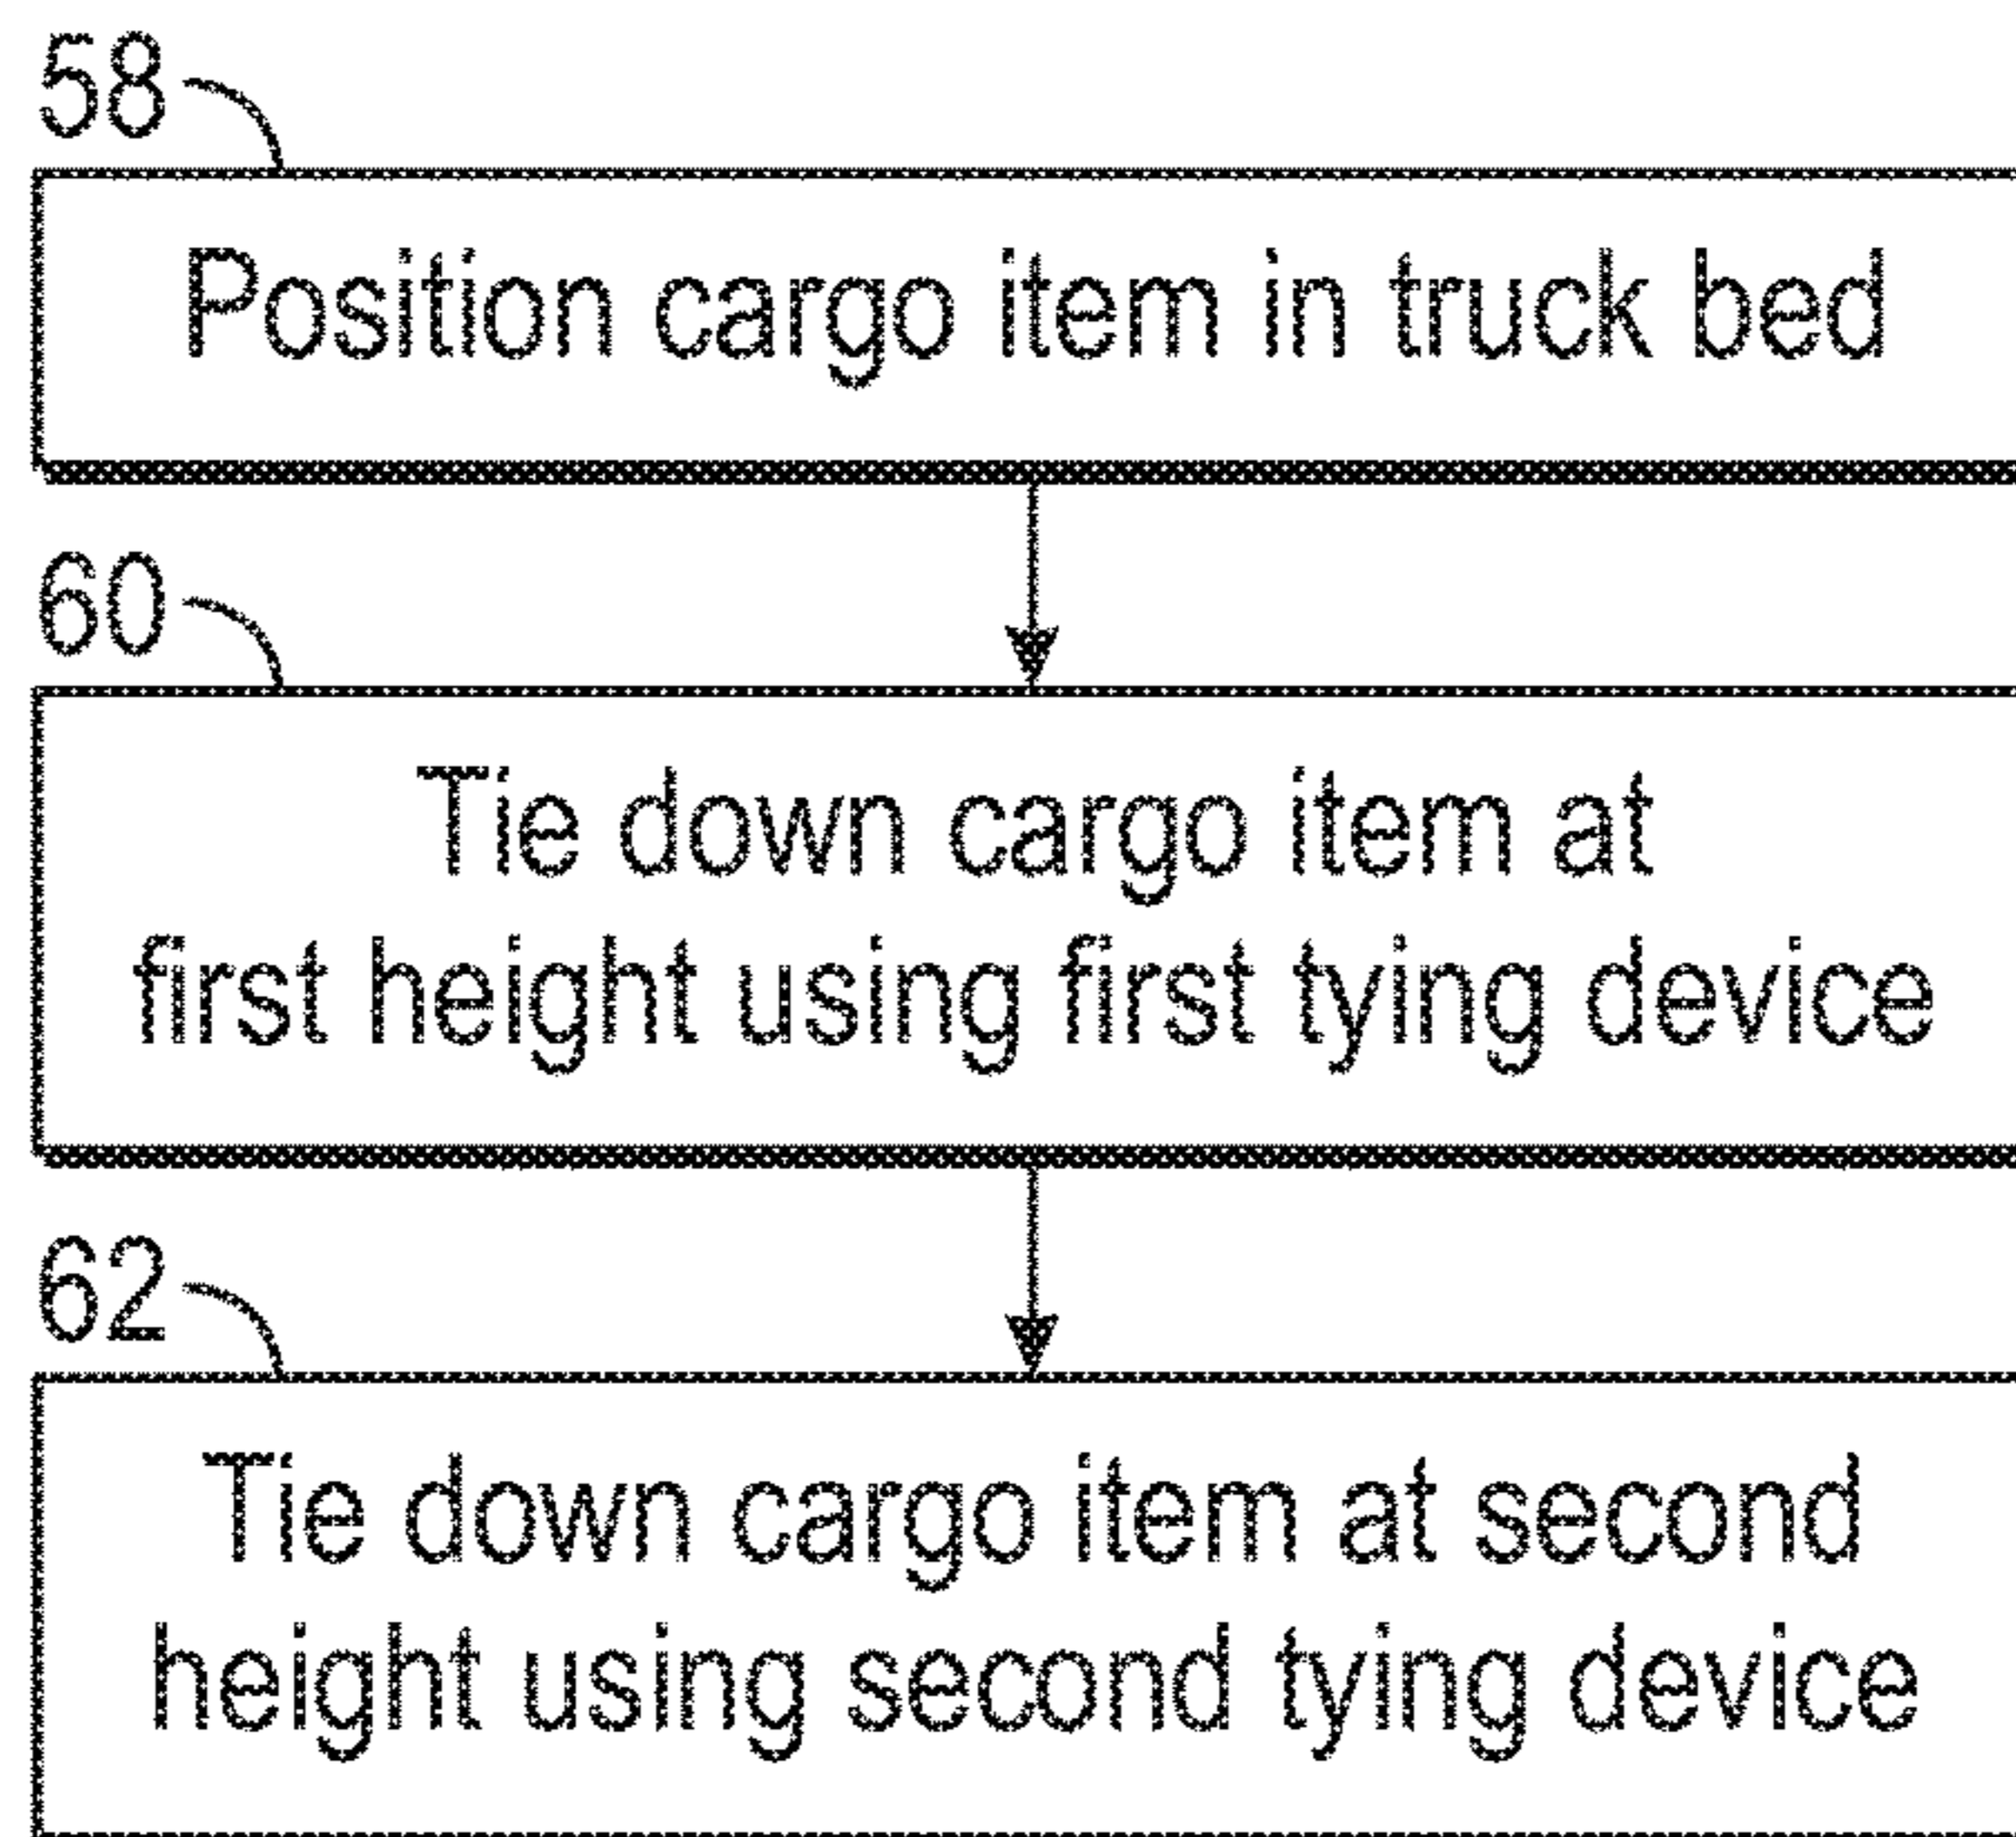 58
Position cargo item in truck bed
60
Tie down cargo item at
first height using first tying device
62
Tie down cargo item at second
height using second tying device